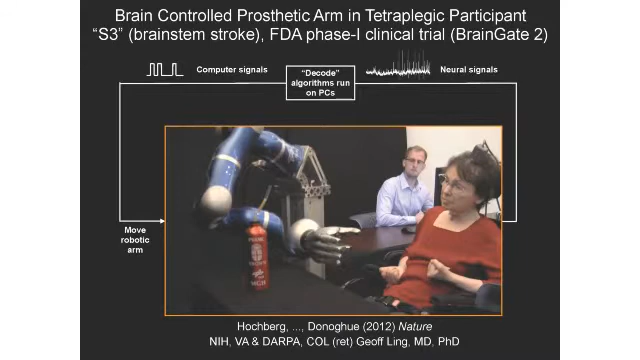 Brain Controlled Prosthetic Arm in Tetraplegic Participant
“S3” (brainstem stroke), FDA phase-I clinical trial (BrainGate 2)
Computer signals
“Decode”
algorithms run
on PCs
Neural signals
Move
robotic
arm
Hochberg, ..., Donoghue (2012) Nature
NIH, VA & DARPA, COL (ret) Geoff Ling, MD, PhD